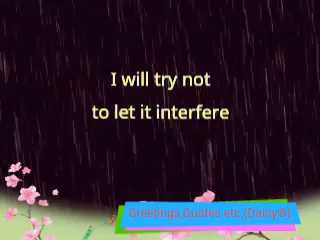 I will try not
to let it interfere
Greetings,Quotes etc (Daisy®)